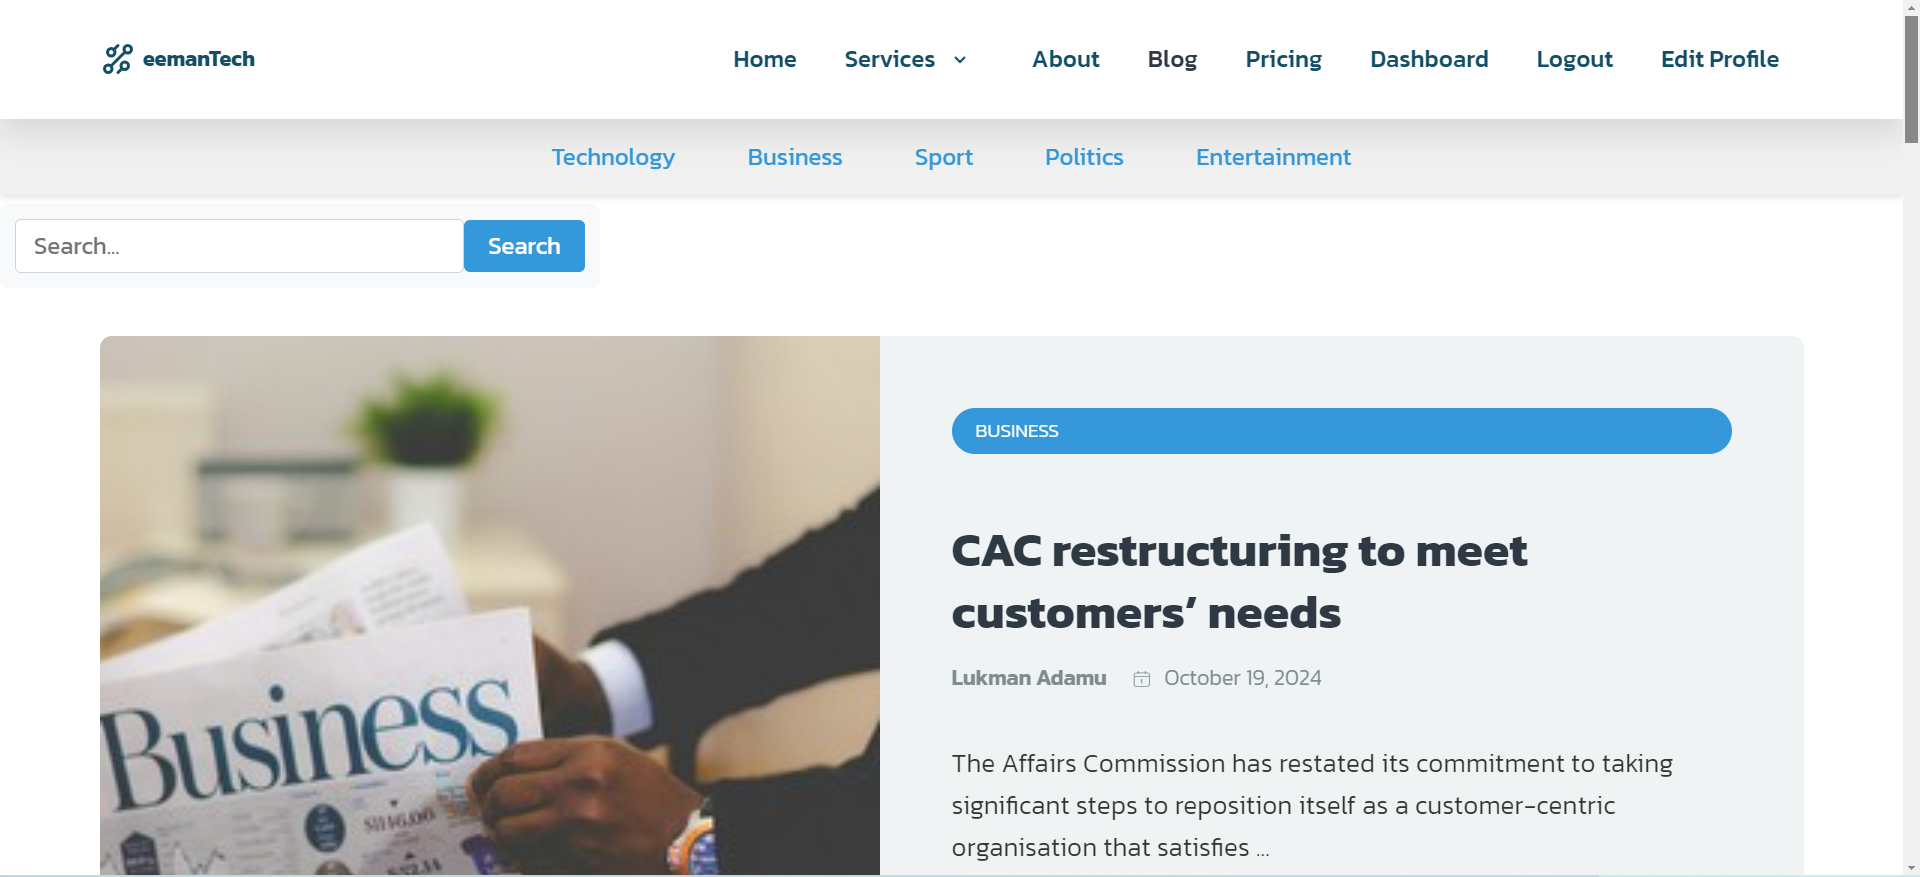 eemanTech
Home Services About Blog Pricing Dashboard Logout Edit Profile
Technology Business Sport Politics Entertainment
Search... Search
BUSINESS
CAC restructuring to meet
customers’ needs
Lukman Adamu October 19, 2024
The Affairs Commission has restated its commitment to taking
significant steps to reposition itself as a customer-centric
organisation that satisfies ...
Business